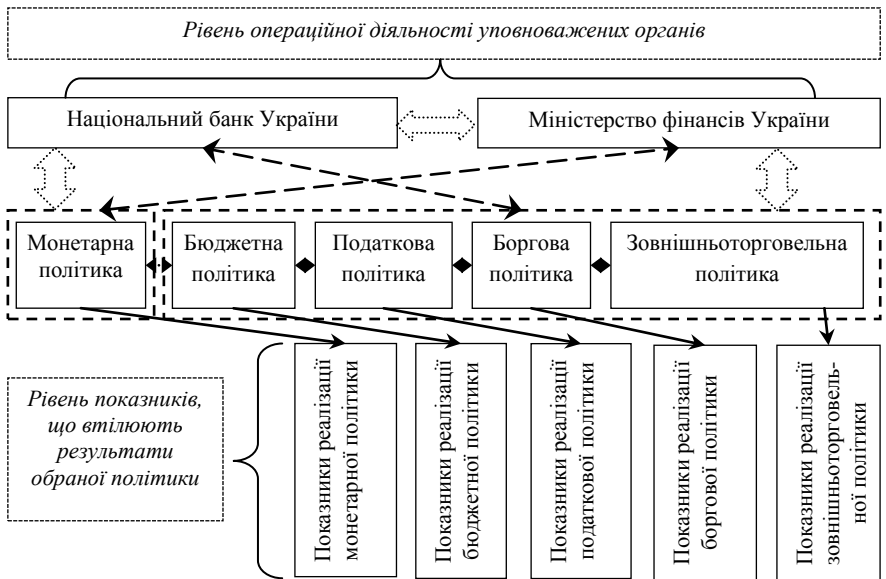 Рівень операційної діяльності уповноважених органів
Національний банк України
Міністерство фінансів України
Монетарна
політика
Бюджетна
політика
Податкова
політика
Боргова
політика
Зовнішньоторговельна
політика
Рівень показників,
що втілюють
результати
обраної політики
Показники реалізації
монетарної політики
Показники реалізації
бюджетної політики
Показники реалізації
податкової політики
Показники реалізації
боргової політики
Показники реалізації
зовнішньоторговель-
ної політики